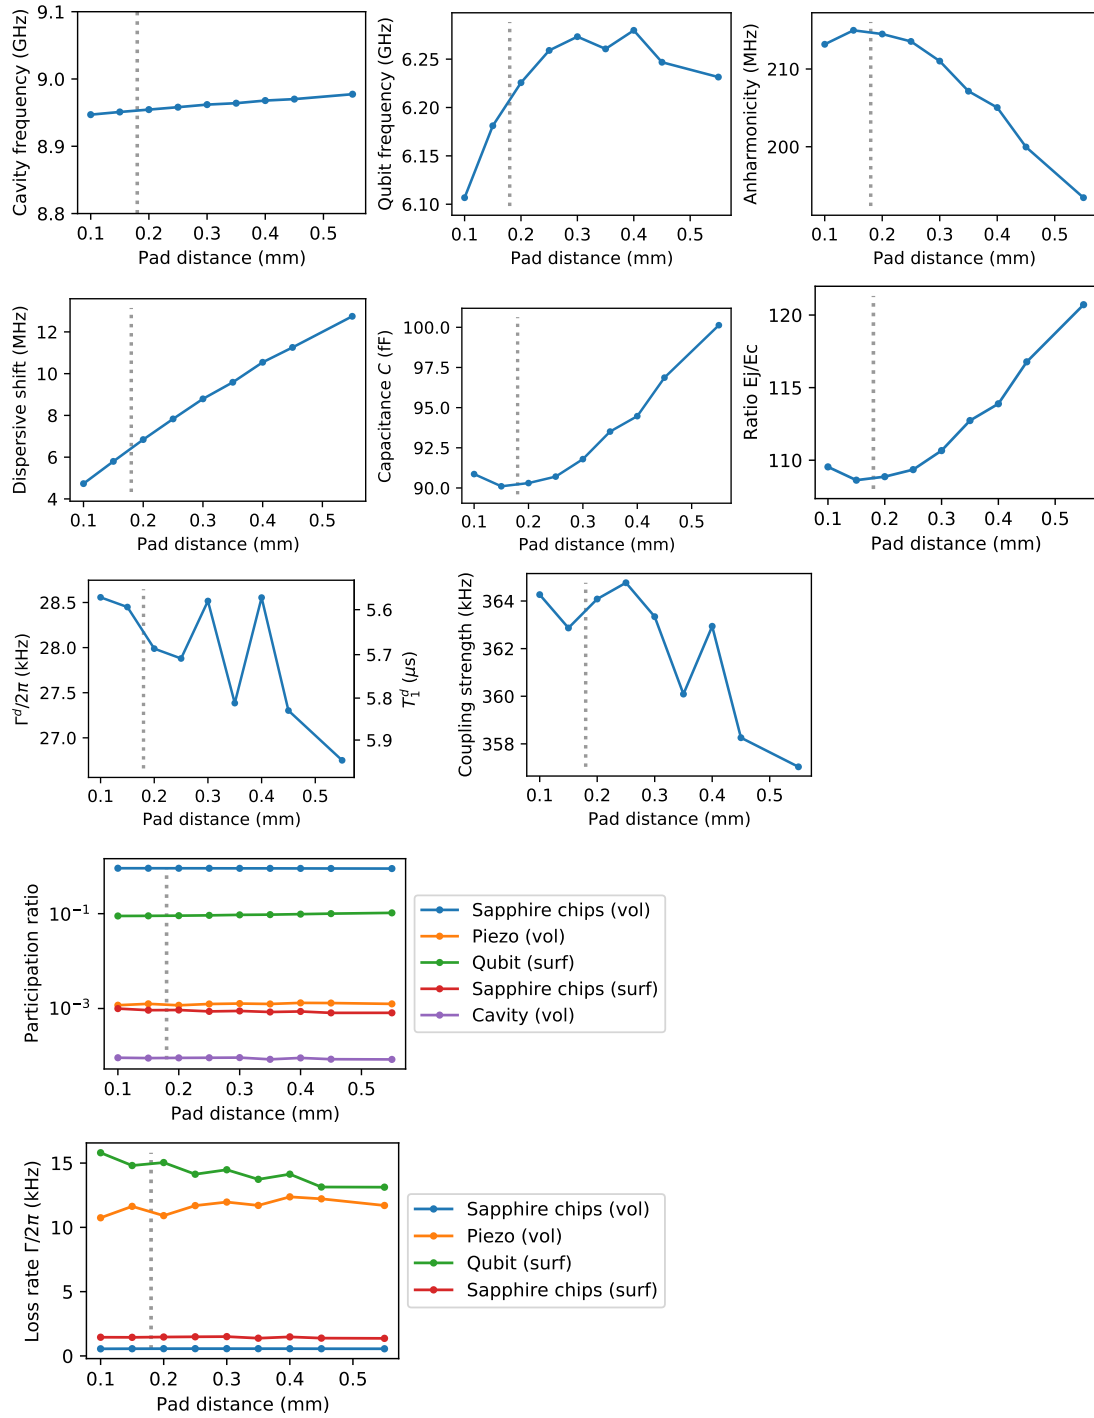 Cavity frequency (GHz)
9.1
9.0
8.9
8.8
0.1 0.2 0.3 0.4 0.5
Pad distance (mm)
Qubit frequency (GHz)
6.25
6.20
6.15
6.10
0.1 0.2 0.3 0.4 0.5
Pad distance (mm)
Anharmonicity (MHz)
210
200
0.1 0.2 0.3 0.4 0.5
Pad distance (mm)
Dispersive shift (MHz)
12
10
8
6
4
0.1 0.2 0.3 0.4 0.5
Pad distance (mm)
Capacitance C (fF)
100.0
97.5
95.0
92.5
90.0
0.1 0.2 0.3 0.4 0.5
Pad distance (mm)
Ratio Ej/Ec
120
115
110
0.1 0.2 0.3 0.4 0.5
Pad distance (mm)
Γᵈ/2π (kHz)
28.5
28.0
27.5
27.0
0.1 0.2 0.3 0.4 0.5
Pad distance (mm)
5.6
5.7
5.8
5.9
T₁ᵈ (μs)
Coupling strength (kHz)
364
362
360
358
0.1 0.2 0.3 0.4 0.5
Pad distance (mm)
Participation ratio
10⁻¹
10⁻³
0.1 0.2 0.3 0.4 0.5
Pad distance (mm)
Sapphire chips (vol)
Piezo (vol)
Qubit (surf)
Sapphire chips (surf)
Cavity (vol)
Loss rate Γ/2π (kHz)
15
10
5
0
0.1 0.2 0.3 0.4 0.5
Pad distance (mm)
Sapphire chips (vol)
Piezo (vol)
Qubit (surf)
Sapphire chips (surf)